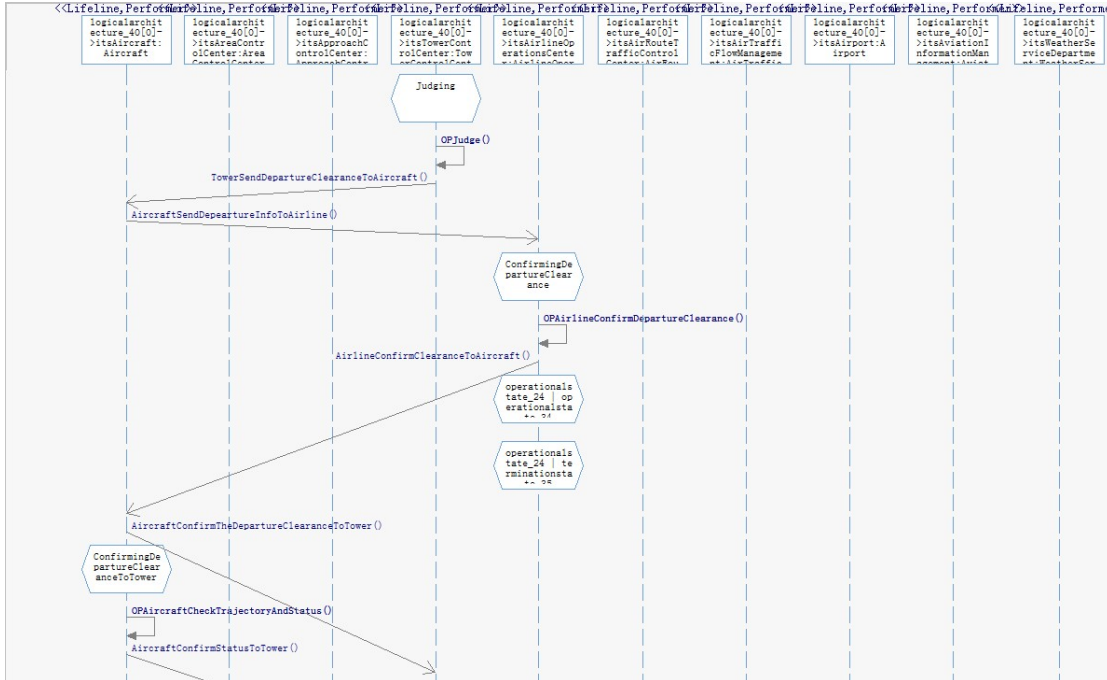 <<Lifeline,Perfor
logicalarchit
ecture_40[0]-
>itsAircraft:
Aircraft
logicalarchit
ecture_40[0]-
>itsAreaContr
olCenter:Area
logicalarchit
ecture_40[0]-
>itsApproachC
ontrolCenter:
logicalarchit
ecture_40[0]-
>itsTowerCont
rolCenter:Tow
logicalarchit
ecture_40[0]-
>itsAirlineOp
erationsCente
logicalarchit
ecture_40[0]-
>itsAirRouteT
rafficControl
logicalarchit
ecture_40[0]-
>itsAirTraffi
cFlowManageme
logicalarchit
ecture_40[0]-
>itsAirport:A
irport
logicalarchit
ecture_40[0]-
>itsAviationI
nformationMan
logicalarchit
ecture_40[0]-
>itsWeatherSe
rviceDepartme
Judging
OPJudge()
TowerSendDepartureClearanceToAircraft()
AircraftSendDepeartureInfoToAirline()
ConfirmingDe
partureClear
ance
OPAirlineConfirmDepartureClearance()
AirlineConfirmClearanceToAircraft()
operationals
tate_24 | op
erationalsta
operationals
tate_24 | te
rminationsta
AircraftConfirmTheDepartureClearanceToTower()
ConfirmingDe
partureClear
anceToTower
OPAircraftCheckTrajectoryAndStatus()
AircraftConfirmStatusToTower()